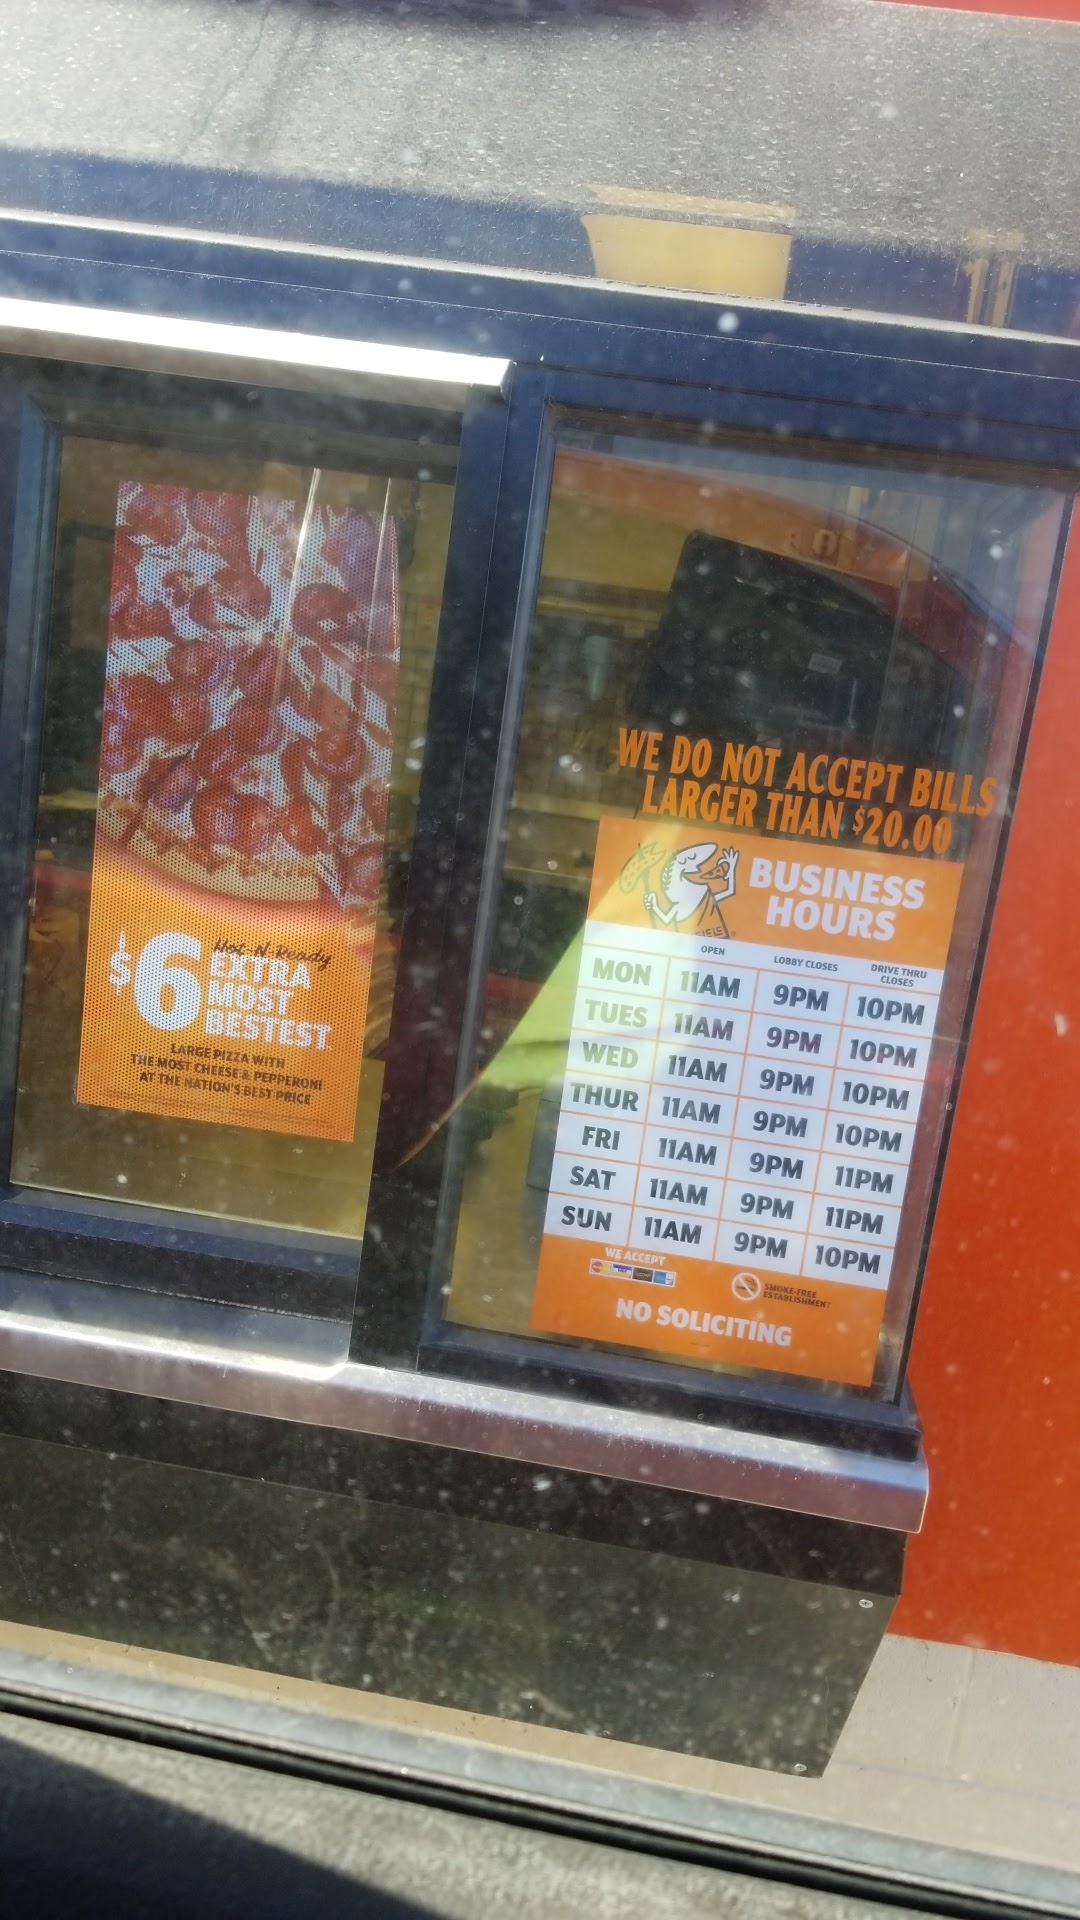 $6
Hot-N-Ready
EXTRA
MOST
BESTEST
LARGE PIZZA WITH
THE MOST CHEESE & PEPPERONI
AT THE NATION'S BEST PRICE
WE DO NOT ACCEPT BILLS
LARGER THAN $20.00
BUSINESS
HOURS
OPEN LOBBY CLOSES DRIVE THRU CLOSES
MON 11AM 9PM 10PM
TUES 11AM 9PM 10PM
WED 11AM 9PM 10PM
THUR 11AM 9PM 10PM
FRI 11AM 9PM 11PM
SAT 11AM 9PM 11PM
SUN 11AM 9PM 10PM
WE ACCEPT
SMOKE-FREE
ESTABLISHMENT
NO SOLICITING